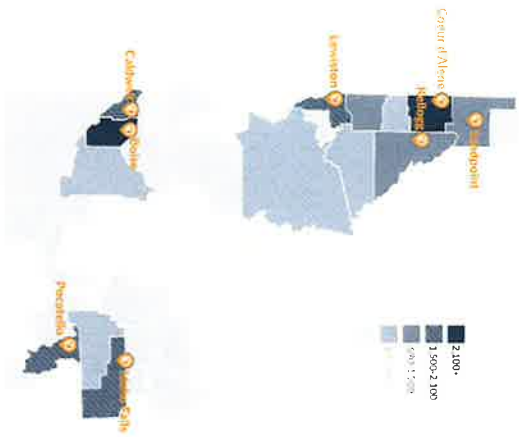 Coeur d'Alene
Kellogg
Sandpoint
Lewiston
Caldwell
Boise
Pocatello
Idaho Falls
2,100+
1,500-2,100